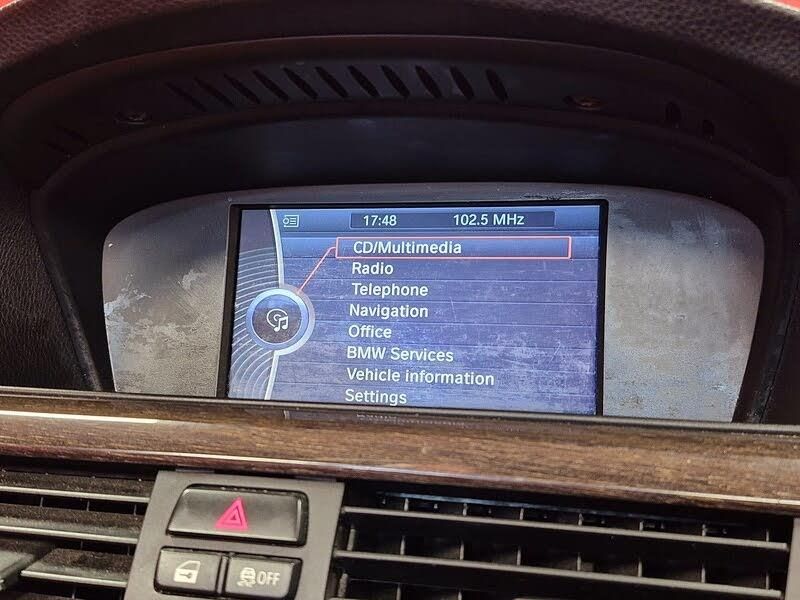 17:48 102.5 MHz
CD/Multimedia
Radio
Telephone
Navigation
Office
BMW Services
Vehicle information
Settings
OFF